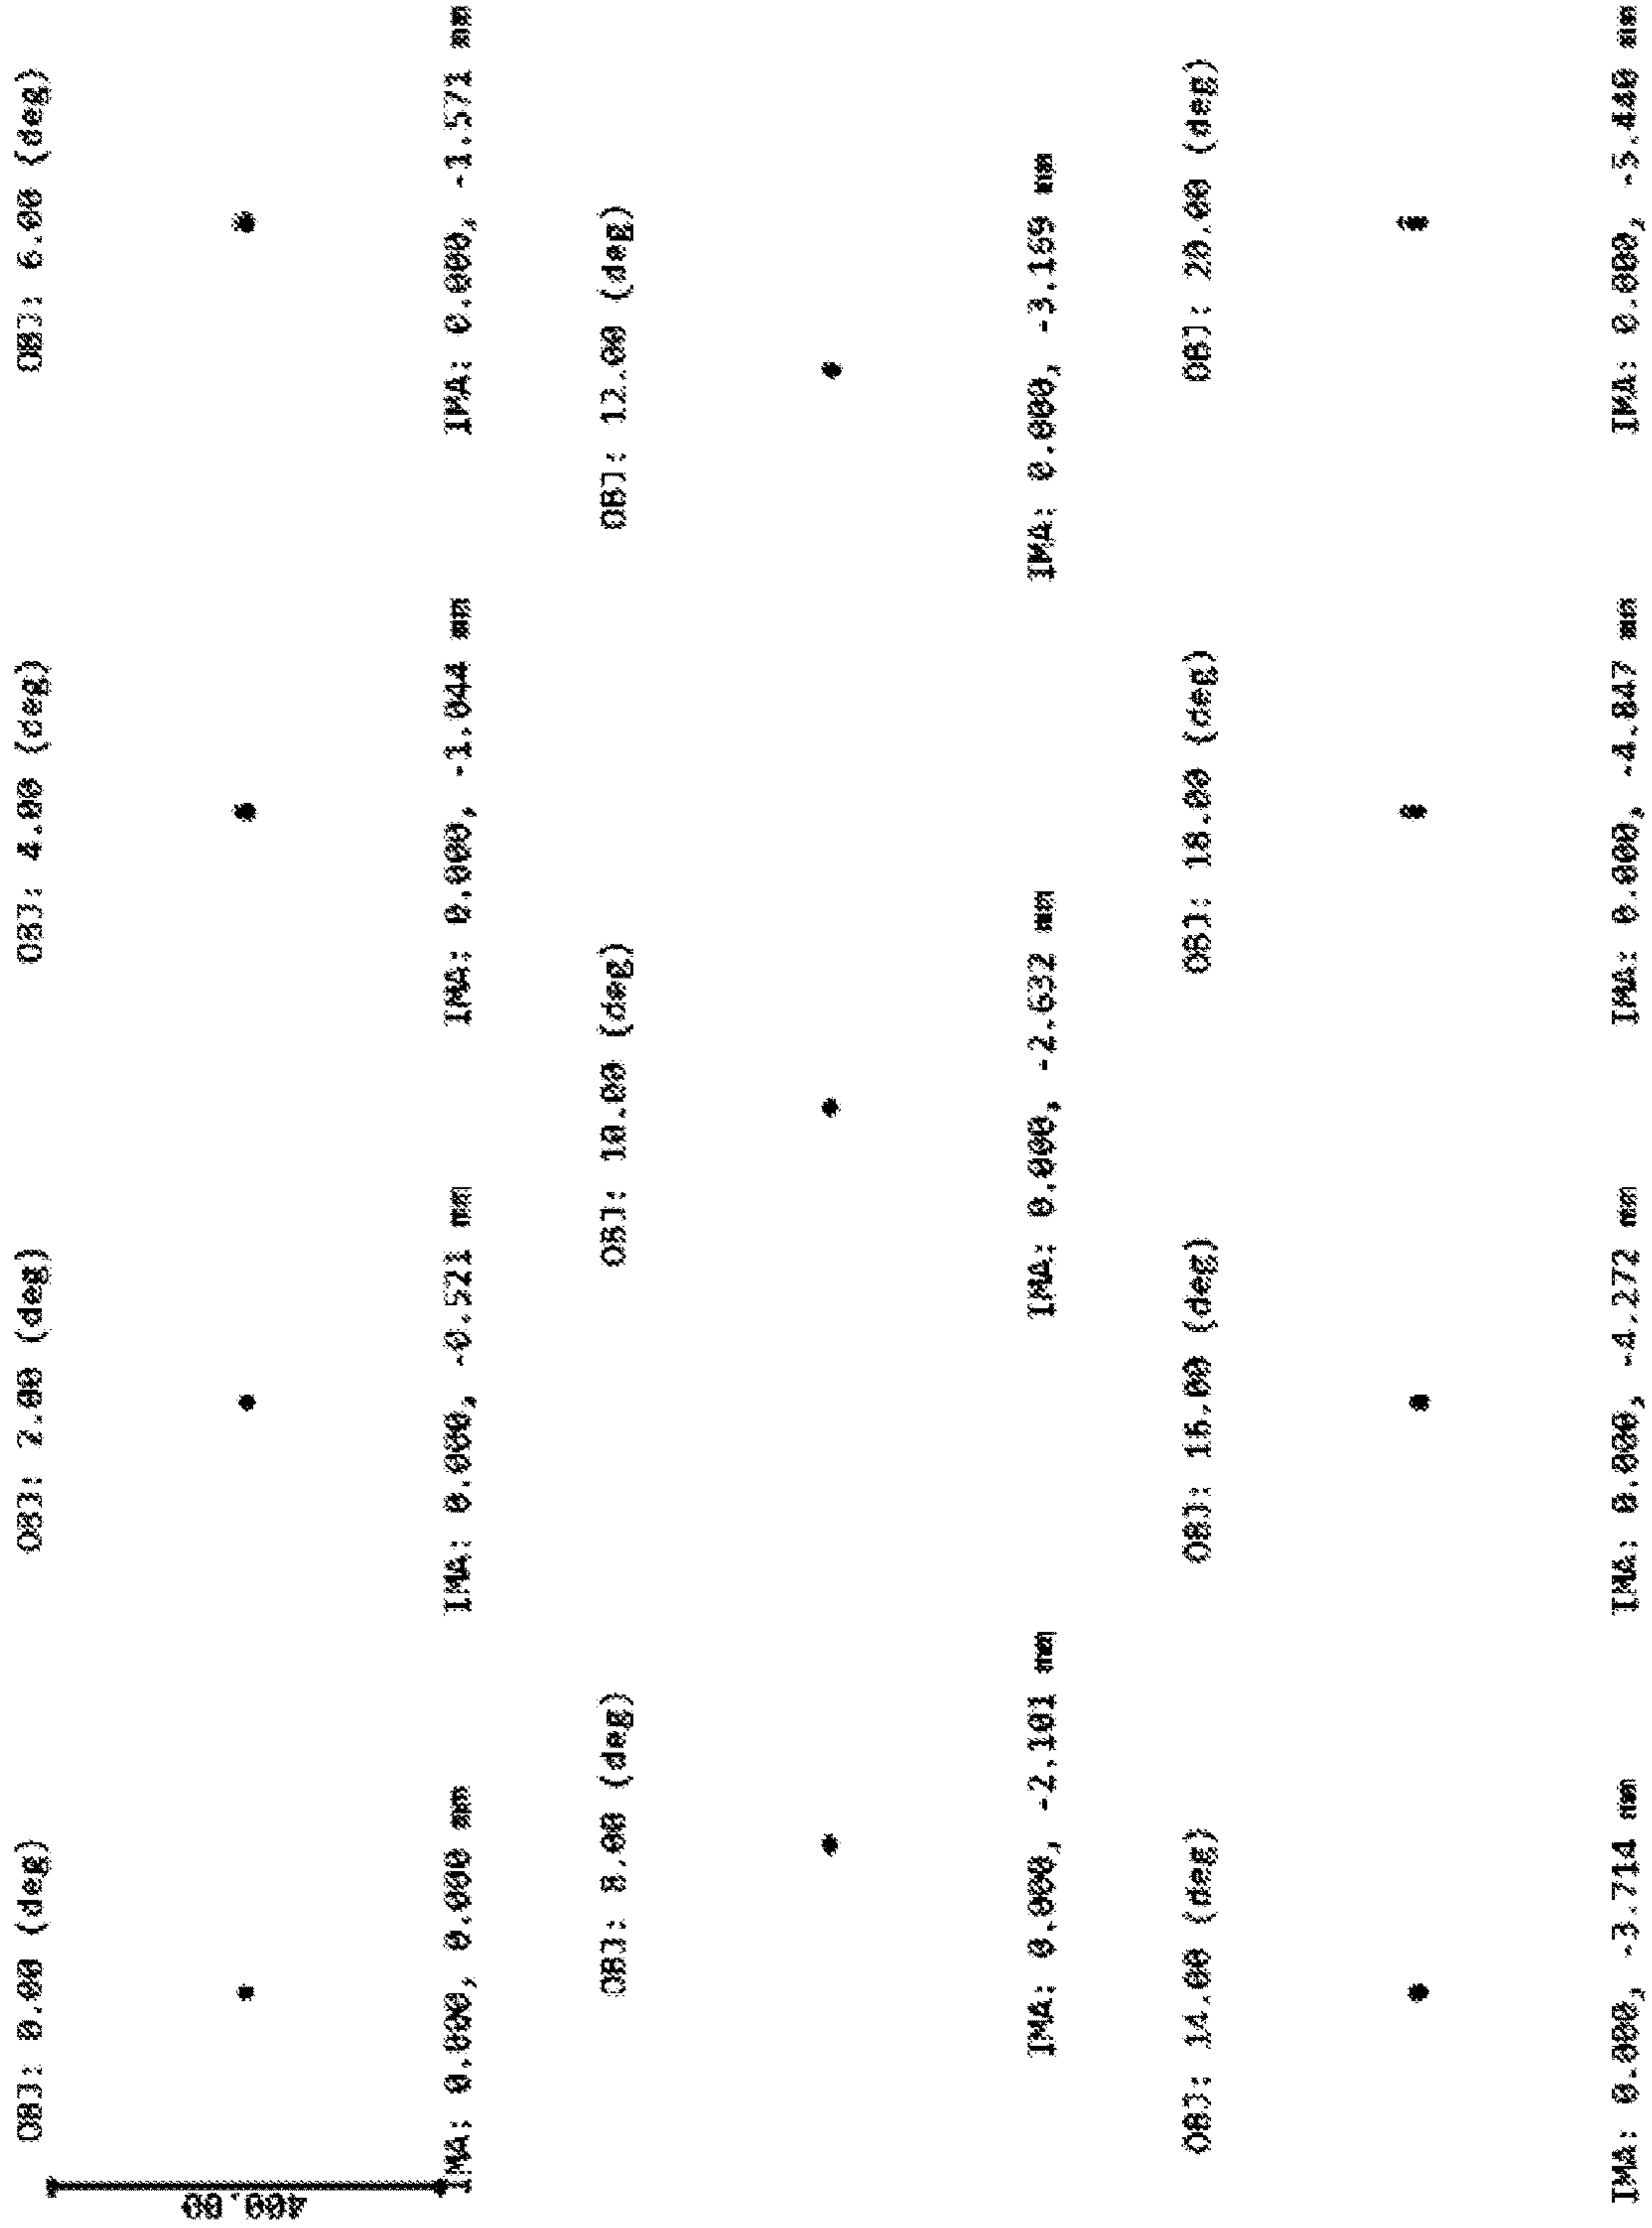 OBJ: 0.00 (deg)
OBJ: 2.00 (deg)
OBJ: 4.00 (deg)
OBJ: 6.00 (deg)
400.00
IMA: 0.000, 0.000 mm
IMA: 0.000, -0.521 mm
IMA: 0.000, -1.044 mm
IMA: 0.000, -1.571 mm
OBJ: 8.00 (deg)
OBJ: 10.00 (deg)
OBJ: 12.00 (deg)
IMA: 0.000, -2.101 mm
IMA: 0.000, -2.632 mm
IMA: 0.000, -3.169 mm
OBJ: 14.00 (deg)
OBJ: 16.00 (deg)
OBJ: 18.00 (deg)
OBJ: 20.00 (deg)
IMA: 0.000, -3.714 mm
IMA: 0.000, -4.272 mm
IMA: 0.000, -4.847 mm
IMA: 0.000, -5.440 mm